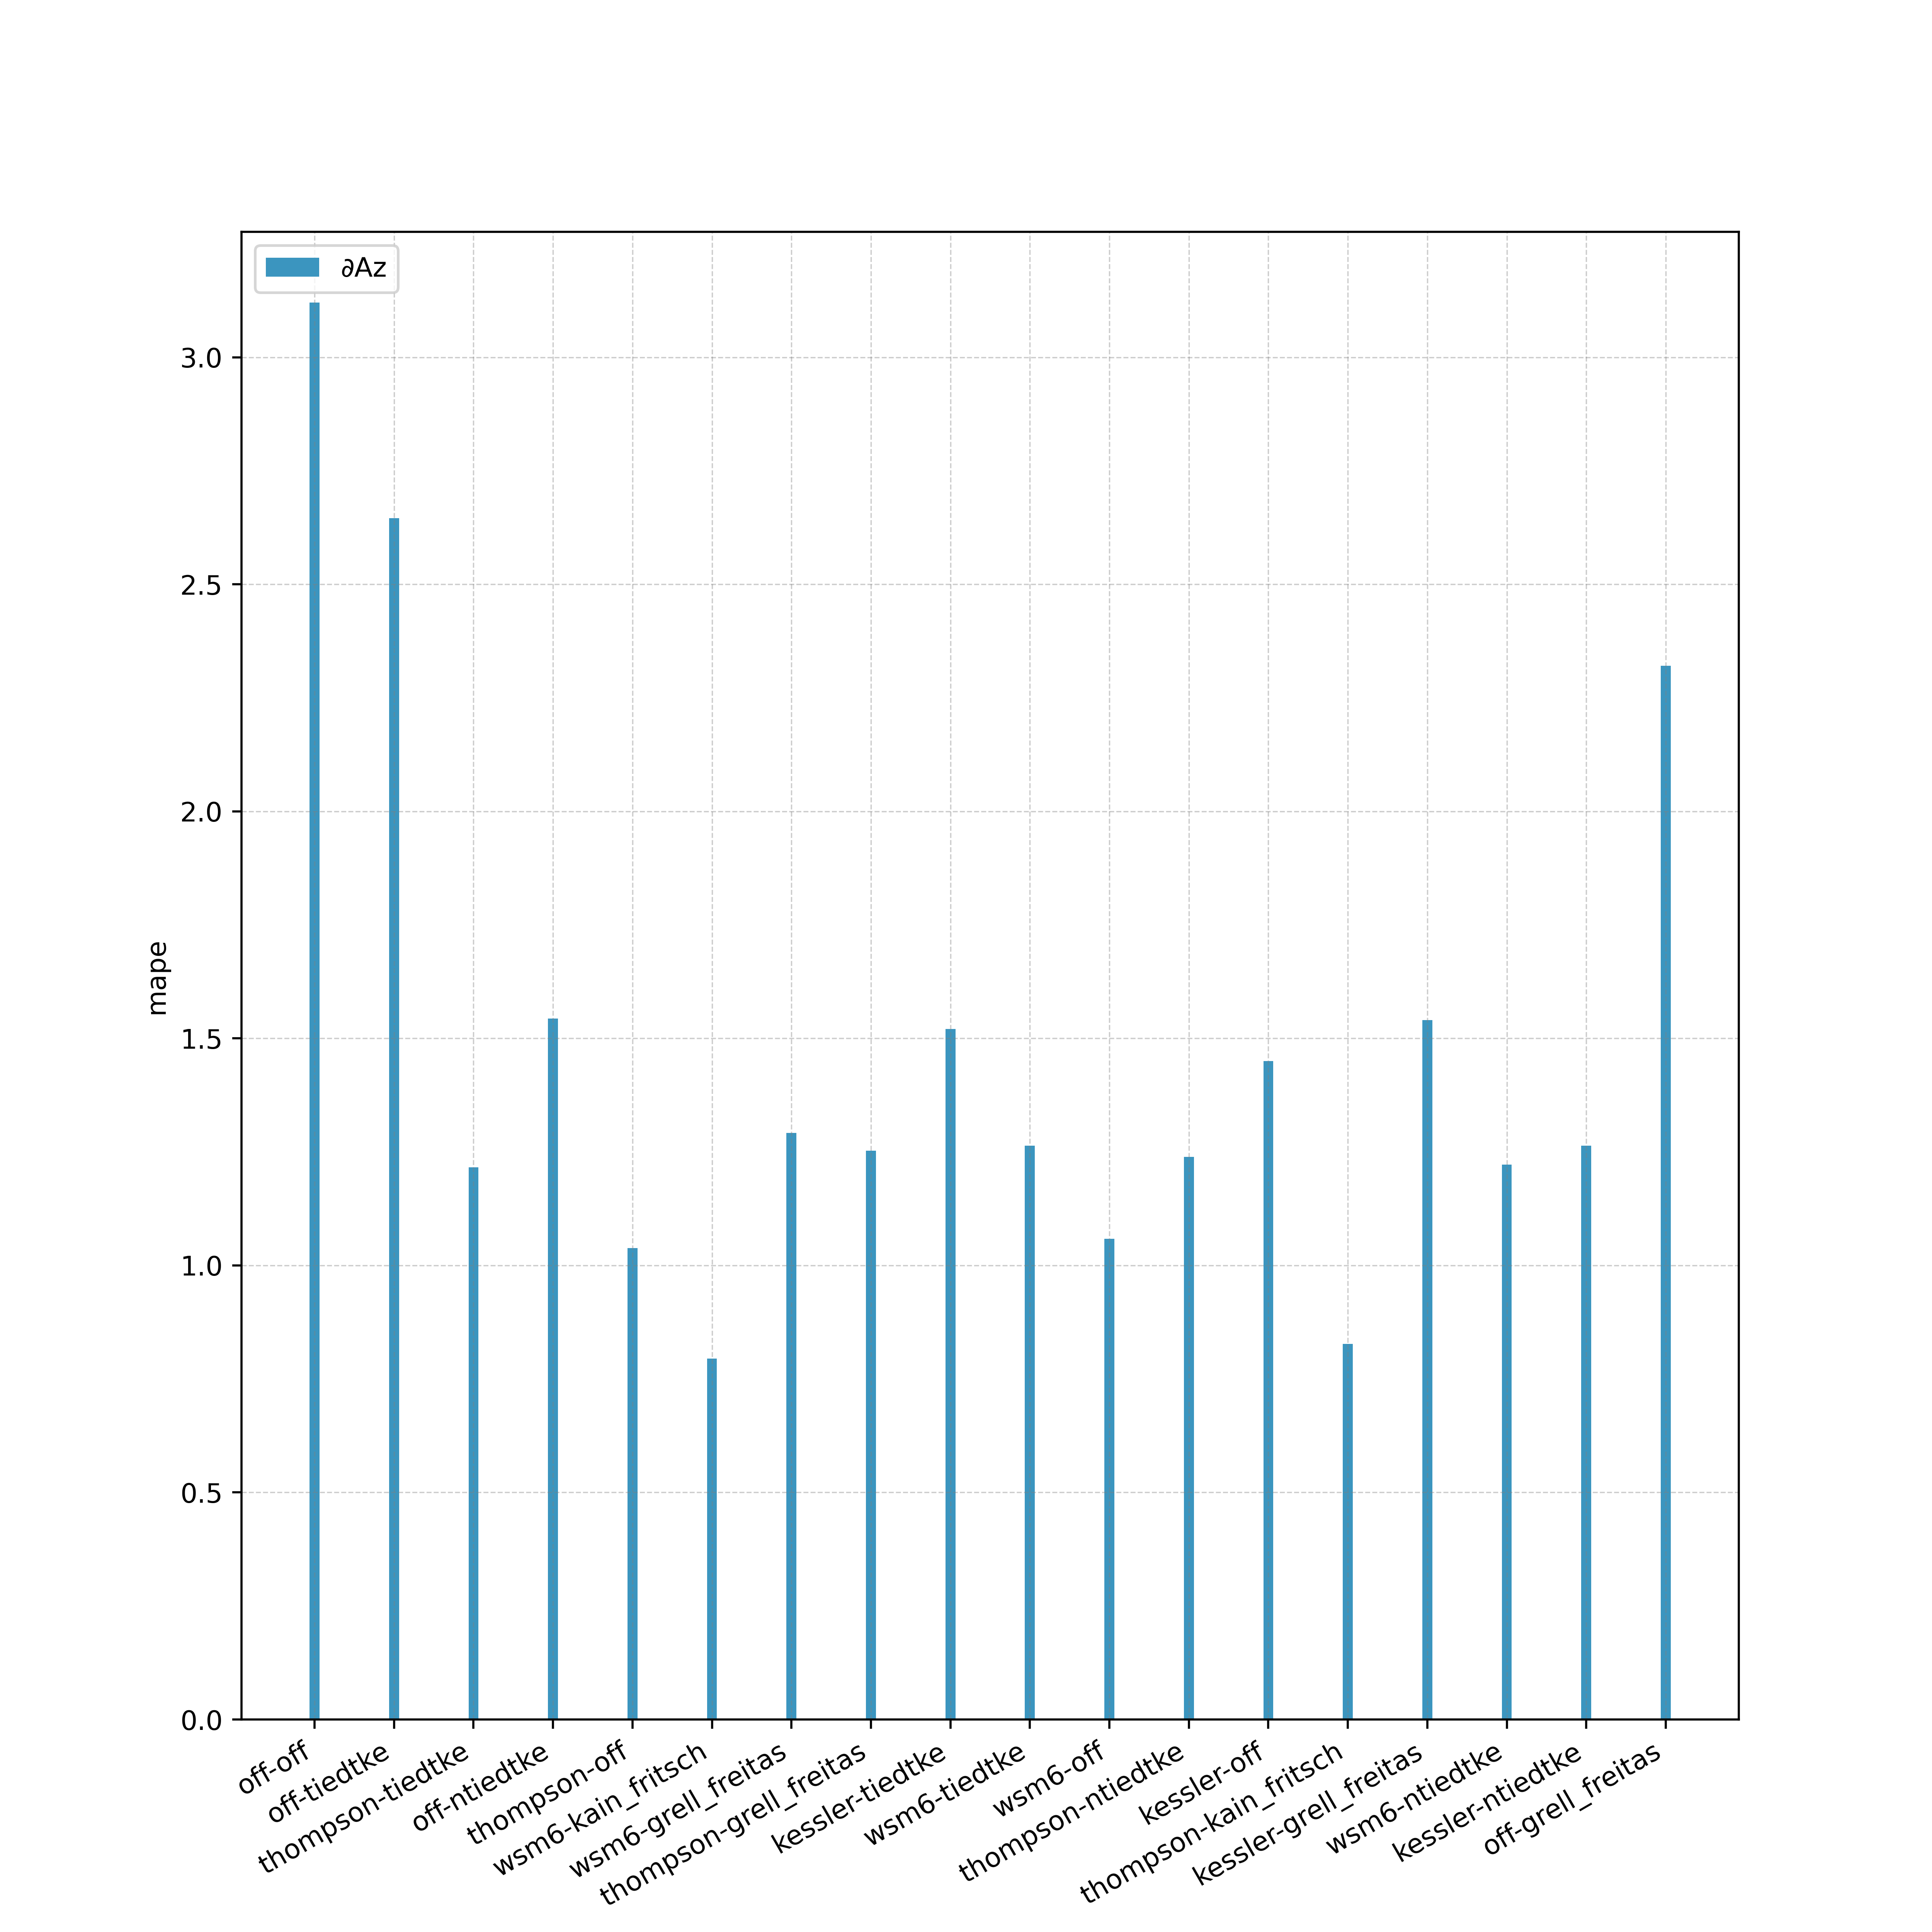 ∂Az
3.0
2.5
2.0
1.5
1.0
0.5
0.0
mape
off-off
off-tiedtke
thompson-tiedtke
off-ntiedtke
thompson-off
wsm6-kain_fritsch
wsm6-grell_freitas
thompson-grell_freitas
kessler-tiedtke
wsm6-tiedtke
wsm6-off
thompson-ntiedtke
kessler-off
thompson-kain_fritsch
kessler-grell_freitas
wsm6-ntiedtke
kessler-ntiedtke
off-grell_freitas